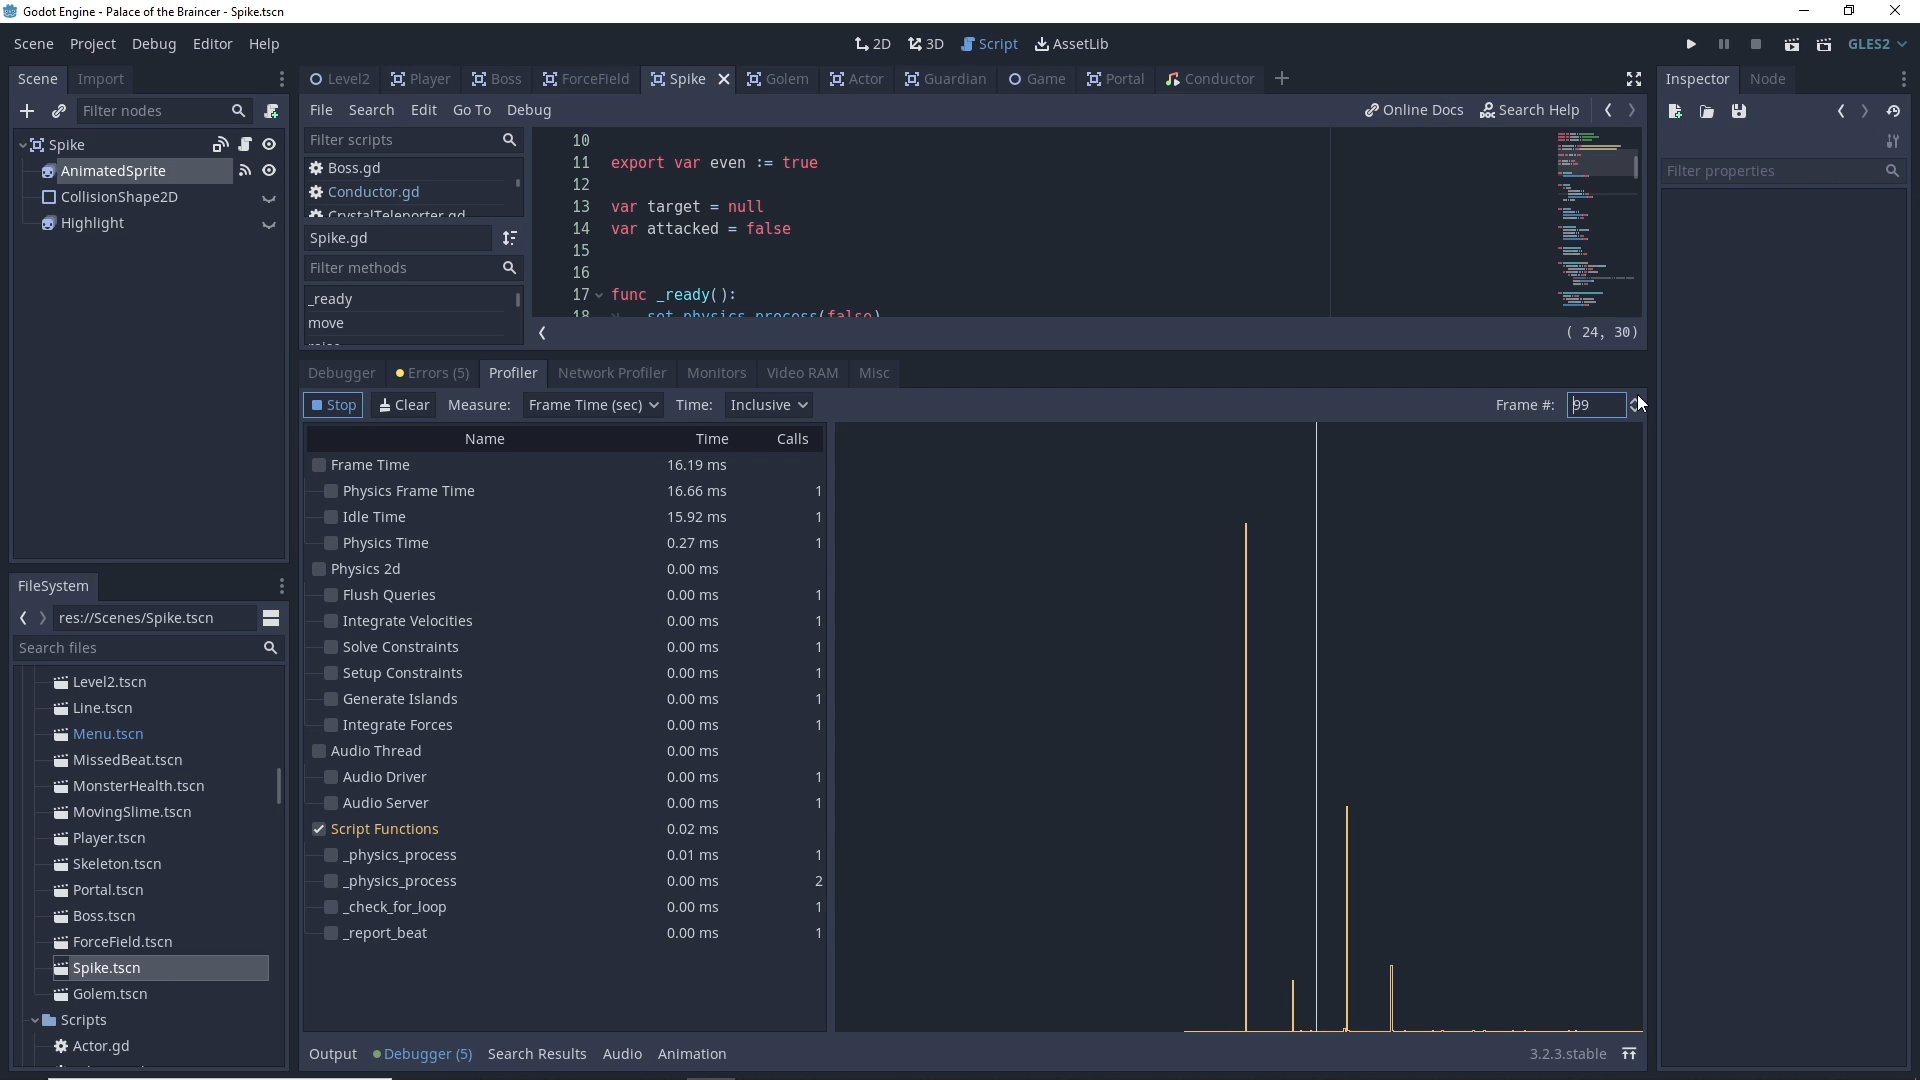 Godot Engine - Palace of the Braincer - Spike.tscn
Scene Project Debug Editor Help
2D 3D Script AssetLib
GLES2
Scene Import
Filter nodes
Spike
AnimatedSprite
CollisionShape2D
Highlight
FileSystem
res://Scenes/Spike.tscn
Search files
Level2.tscn
Line.tscn
Menu.tscn
MissedBeat.tscn
MonsterHealth.tscn
MovingSlime.tscn
Player.tscn
Skeleton.tscn
Portal.tscn
Boss.tscn
ForceField.tscn
Spike.tscn
Golem.tscn
Scripts
Actor.gd
Level2 Player Boss ForceField Spike Golem Actor Guardian Game Portal Conductor
File Search Edit Go To Debug
Online Docs Search Help
Filter scripts
Boss.gd
Conductor.gd
CrystalTeleporter.gd
Spike.gd
Filter methods
_ready
move
10
11 export var even := true
12
13 var target = null
14 var attacked = false
15
16
17 func _ready():
18 set_physics_process(false)
( 24, 30)
Debugger Errors (5) Profiler Network Profiler Monitors Video RAM Misc
Stop Clear Measure: Frame Time (sec) Time: Inclusive Frame #: 99
Name Time Calls
Frame Time 16.19 ms
Physics Frame Time 16.66 ms 1
Idle Time 15.92 ms 1
Physics Time 0.27 ms 1
Physics 2d 0.00 ms
Flush Queries 0.00 ms 1
Integrate Velocities 0.00 ms 1
Solve Constraints 0.00 ms 1
Setup Constraints 0.00 ms 1
Generate Islands 0.00 ms 1
Integrate Forces 0.00 ms 1
Audio Thread 0.00 ms
Audio Driver 0.00 ms 1
Audio Server 0.00 ms 1
Script Functions 0.02 ms
_physics_process 0.01 ms 1
_physics_process 0.00 ms 2
_check_for_loop 0.00 ms 1
_report_beat 0.00 ms 1
Output Debugger (5) Search Results Audio Animation 3.2.3.stable
Inspector Node
Filter properties